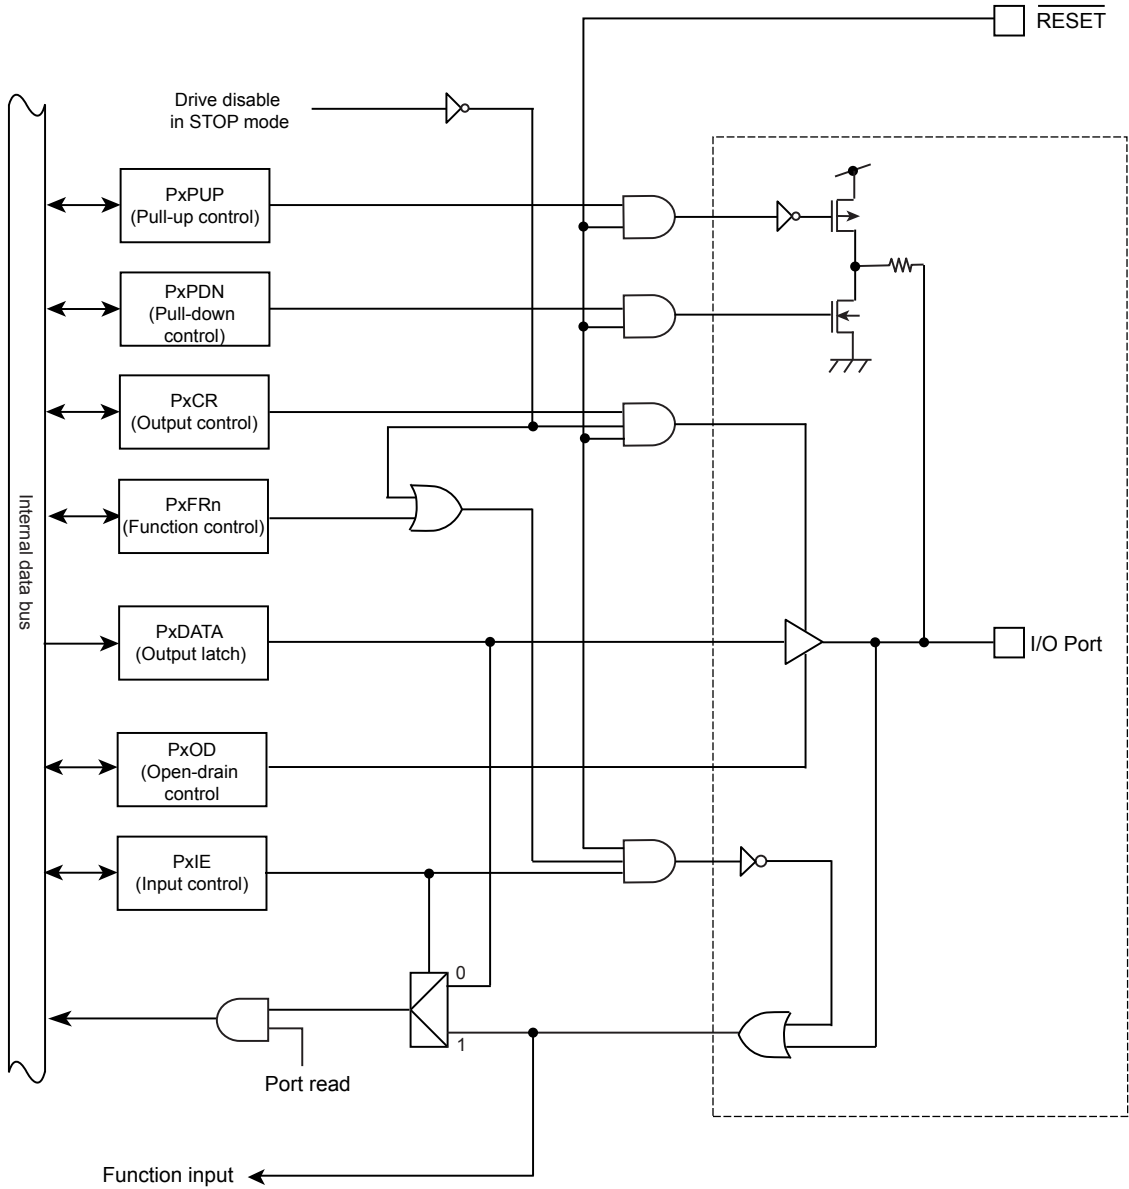 RESET
Drive disable
in STOP mode
PxPUP
(Pull-up control)
PxPDN
(Pull-down
control)
PxCR
(Output control)
PxFRn
(Function control)
Internal data bus
PxDATA
(Output latch)
I/O Port
PxOD
(Open-drain
control
PxIE
(Input control)
0
1
Port read
Function input